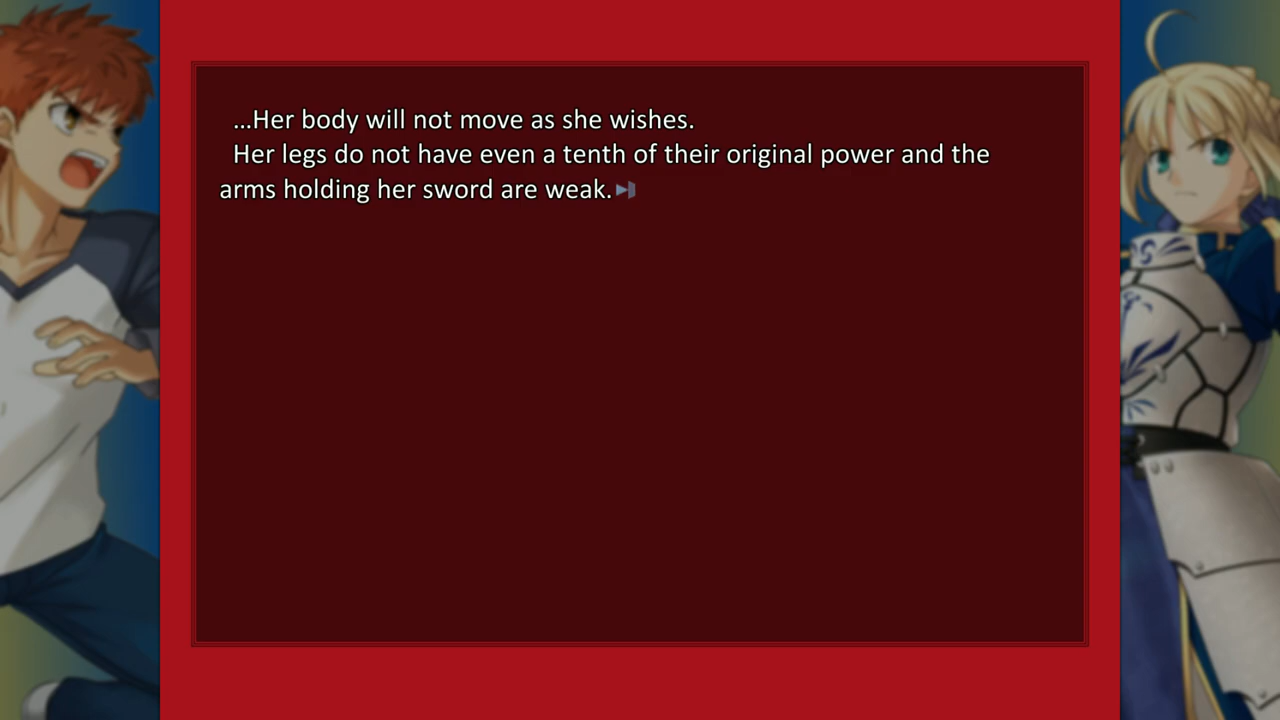 …Her body will not move as she wishes.
Her legs do not have even a tenth of their original power and the
arms holding her sword are weak.